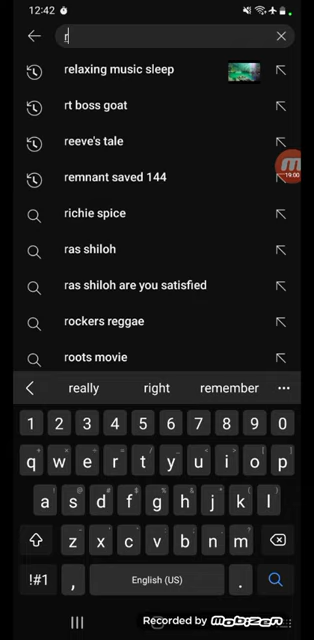 12:42
r
relaxing music sleep
rt boss goat
reeve's tale
remnant saved 144
19:00
richie spice
ras shiloh
ras shiloh are you satisfied
rockers reggae
roots movie
really right remember
1 2 3 4 5 6 7 8 9 0
q w e r t y u i o p
a s d f g h j k l
z x c v b n m
!#1 , English (US) .
Recorded by mobizen